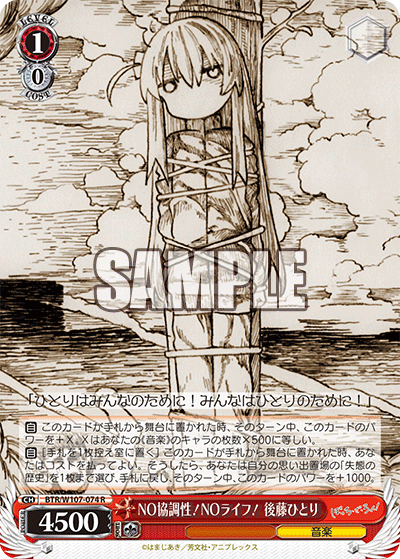 LEVEL
1
0
COST
SAMPLE
「ひとりはみんなのために！みんなはひとりのために！」
自 このカードが手札から舞台に置かれた時、そのターン中、このカードのパ
ワーを＋X。Xはあなたの《音楽》のキャラの枚数×500に等しい。
自 ［手札を1枚控え室に置く］ このカードが手札から舞台に置かれた時、あ
なたはコストを払ってよい。そうしたら、あなたは自分の思い出置場の「失態の
歴史」を1枚まで選び、手札に戻し、そのターン中、このカードのパワーを＋1000。
CH BTR/W107-074 R
4500
NO協調性/NOライフ！ 後藤ひとり
ぼっち・ざ・ろっく！
音楽
©はまじあき／芳文社・アニプレックス